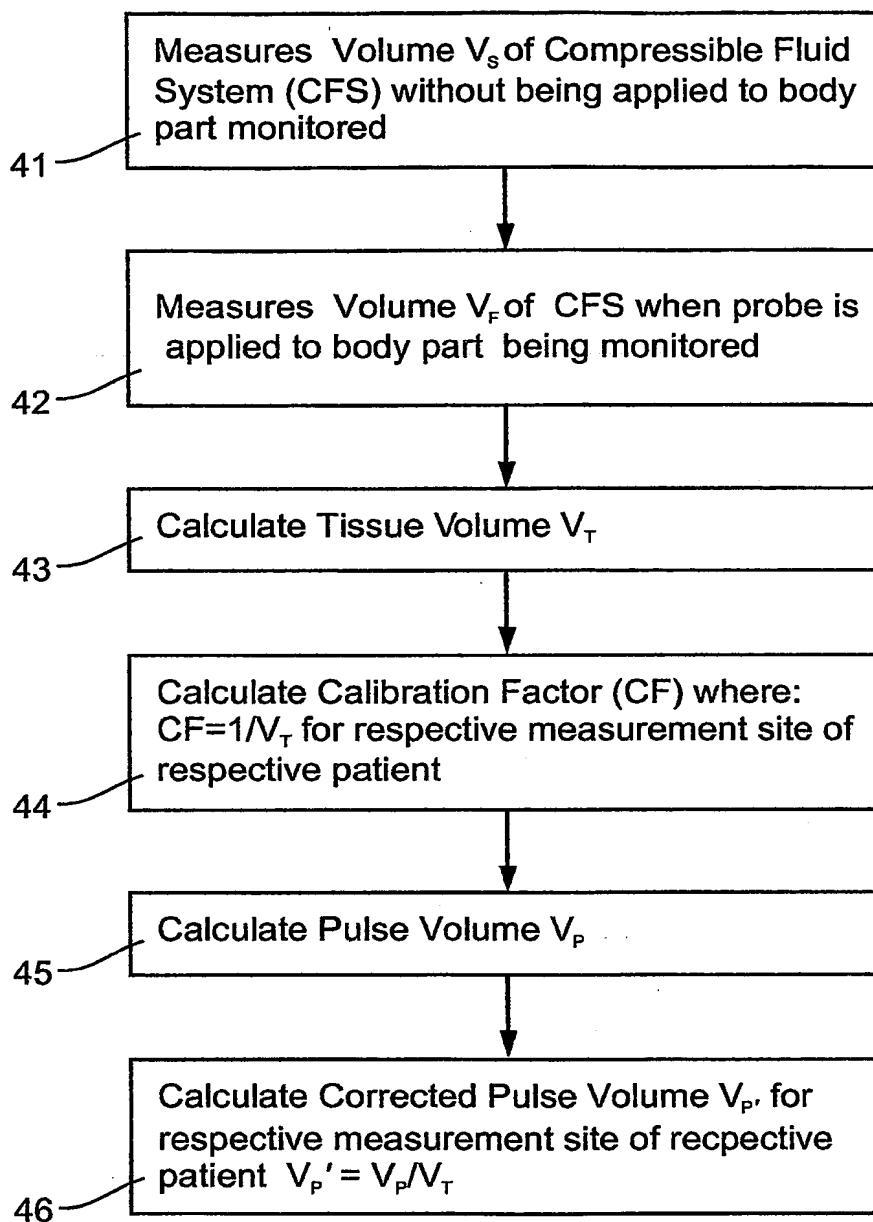 Measures Volume Vs of Compressible Fluid
System (CFS) without being applied to body
part monitored
41
Measures Volume VF of CFS when probe is
applied to body part being monitored
42
Calculate Tissue Volume VT
43
Calculate Calibration Factor (CF) where:
CF=1/VT for respective measurement site of
respective patient
44
Calculate Pulse Volume VP
45
Calculate Corrected Pulse Volume VP' for
respective measurement site of recpective
patient VP' = VP/VT
46